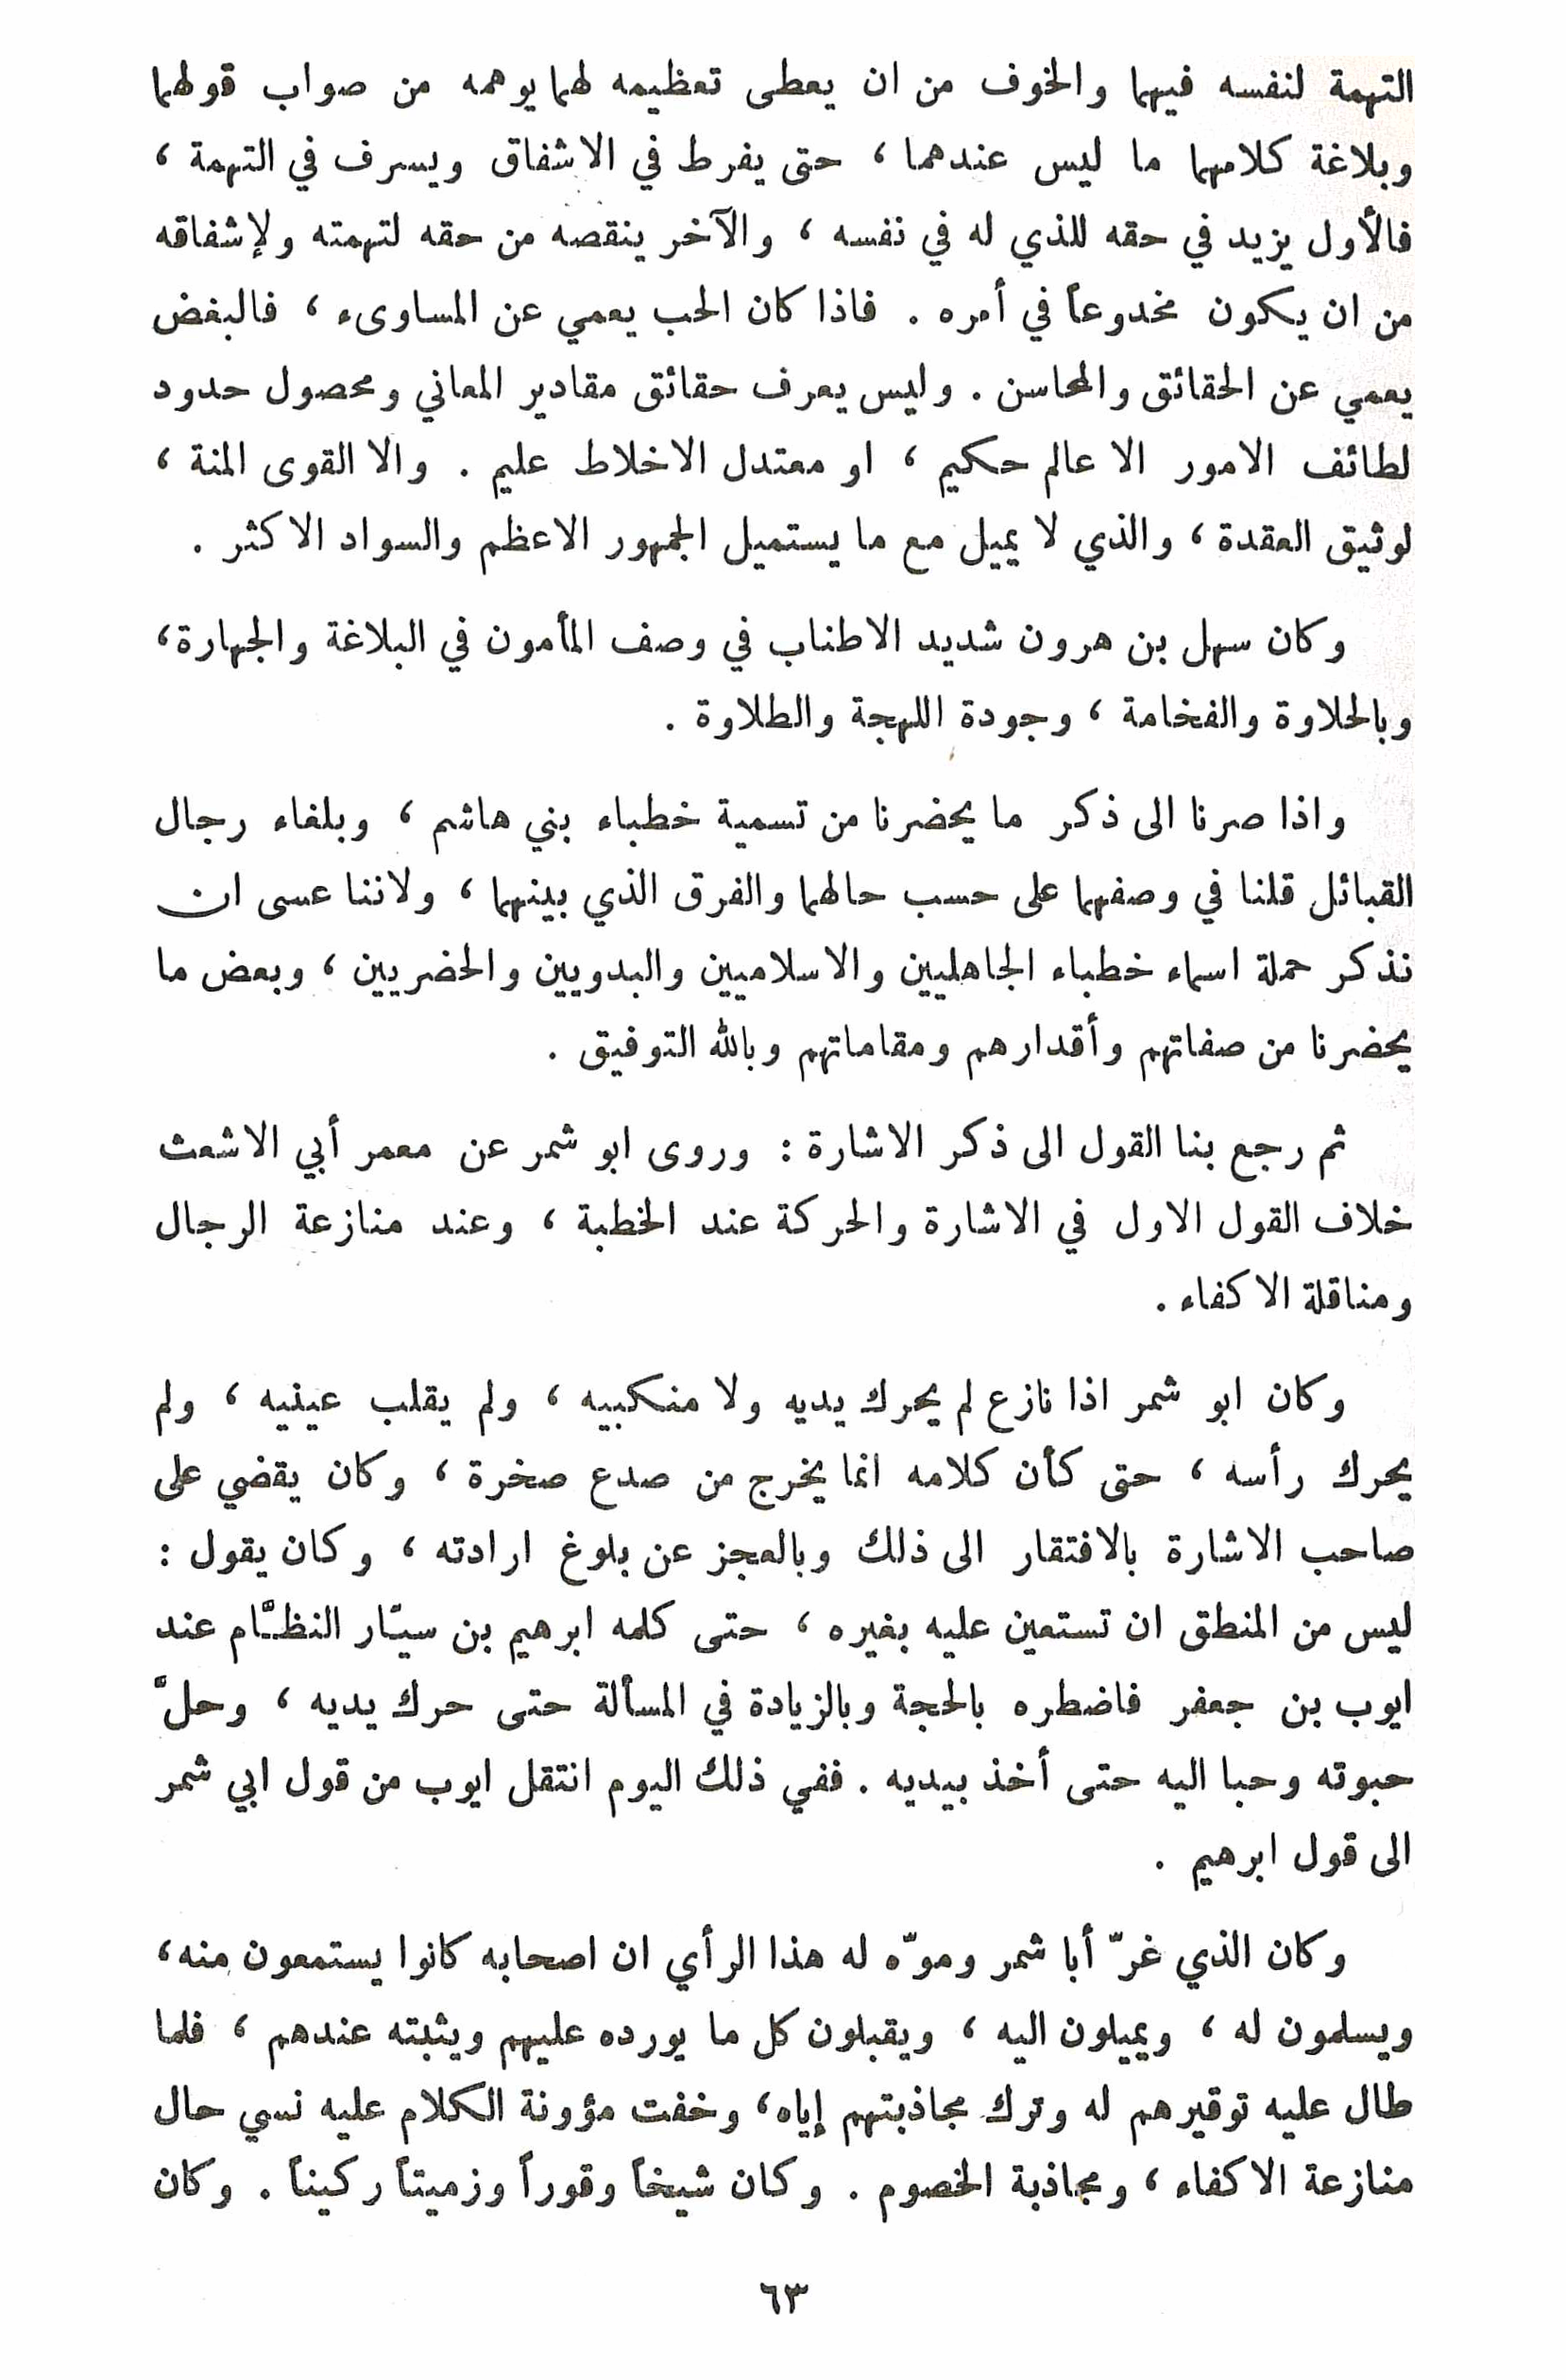 التهمة لنفسه فيهما والخوف من ان يعطى تعظيمه لهما يوهمه من صواب قولهما
وبلاغة كلامهما ما ليس عندهما ، حتى يفرط في الاشفاق ويسرف في التهمة ،
فالأول يزيد في حقه للذي له في نفسه ، والآخر ينقصه من حقه لتهمته ولإشفاقه
من ان يكون مخدوعاً في أمره . فاذا كان الحب يعمي عن المساوىء ، فالبغض
يعمي عن الحقائق والمحاسن . وليس يعرف حقائق مقادير المعاني ومحصول حدود
لطائف الامور الا عالم حكيم ، او معتدل الاخلاط عليم . والا القوى المنة ،
لوثيق العقدة ، والذي لا يميل مع ما يستميل الجمهور الاعظم والسواد الاكثر .
وكان سهل بن هرون شديد الاطناب في وصف المأمون في البلاغة والجهارة ،
وبالحلاوة والفخامة ، وجودة اللهجة والطلاوة .
واذا صرنا الى ذكر ما يحضرنا من تسمية خطباء بني هاشم ، وبلغاء رجال
القبائل قلنا في وصفهما على حسب حالهما والفرق الذي بينهما ، ولاننا عسى ان
نذكر حملة اسماء خطباء الجاهليين والاسلاميين والبدويين والحضريين ، وبعض ما
يحضرنا من صفاتهم وأقدارهم ومقاماتهم وبالله التوفيق .
ثم رجع بنا القول الى ذكر الاشارة : وروى ابو شمر عن معمر أبي الاشعث
خلاف القول الاول في الاشارة والحركة عند الخطبة ، وعند منازعة الرجال
ومناقلة الاكفاء .
وكان ابو شمر اذا نازع لم يحرك يديه ولا منكبيه ، ولم يقلب عينيه ، ولم
يحرك رأسه ، حتى كأن كلامه انما يخرج من صدع صخرة ، وكان يقضي على
صاحب الاشارة بالافتقار الى ذلك وبالعجز عن بلوغ ارادته ، وكان يقول :
ليس من المنطق ان تستعين عليه بغيره ، حتى كلمه ابرهيم بن سيّار النظّام عند
ايوب بن جعفر فاضطره بالحجة وبالزيادة في المسألة حتى حرك يديه ، وحلّ
حبوته وحبا اليه حتى أخذ بيديه . ففي ذلك اليوم انتقل ايوب من قول ابي شمر
الى قول ابرهيم .
وكان الذي غرّ أبا شمر وموّه له هذا الرأي ان اصحابه كانوا يستمعون منه ،
ويسلمون له ، ويميلون اليه ، ويقبلون كل ما يورده عليهم ويثبته عندهم ، فلما
طال عليه توقيرهم له وترك مجاذبتهم إياه ، وخفت مؤونة الكلام عليه نسي حال
منازعة الاكفاء ، ومجاذبة الخصوم . وكان شيخاً وقوراً وزميتاً ركيناً . وكان
٦٣